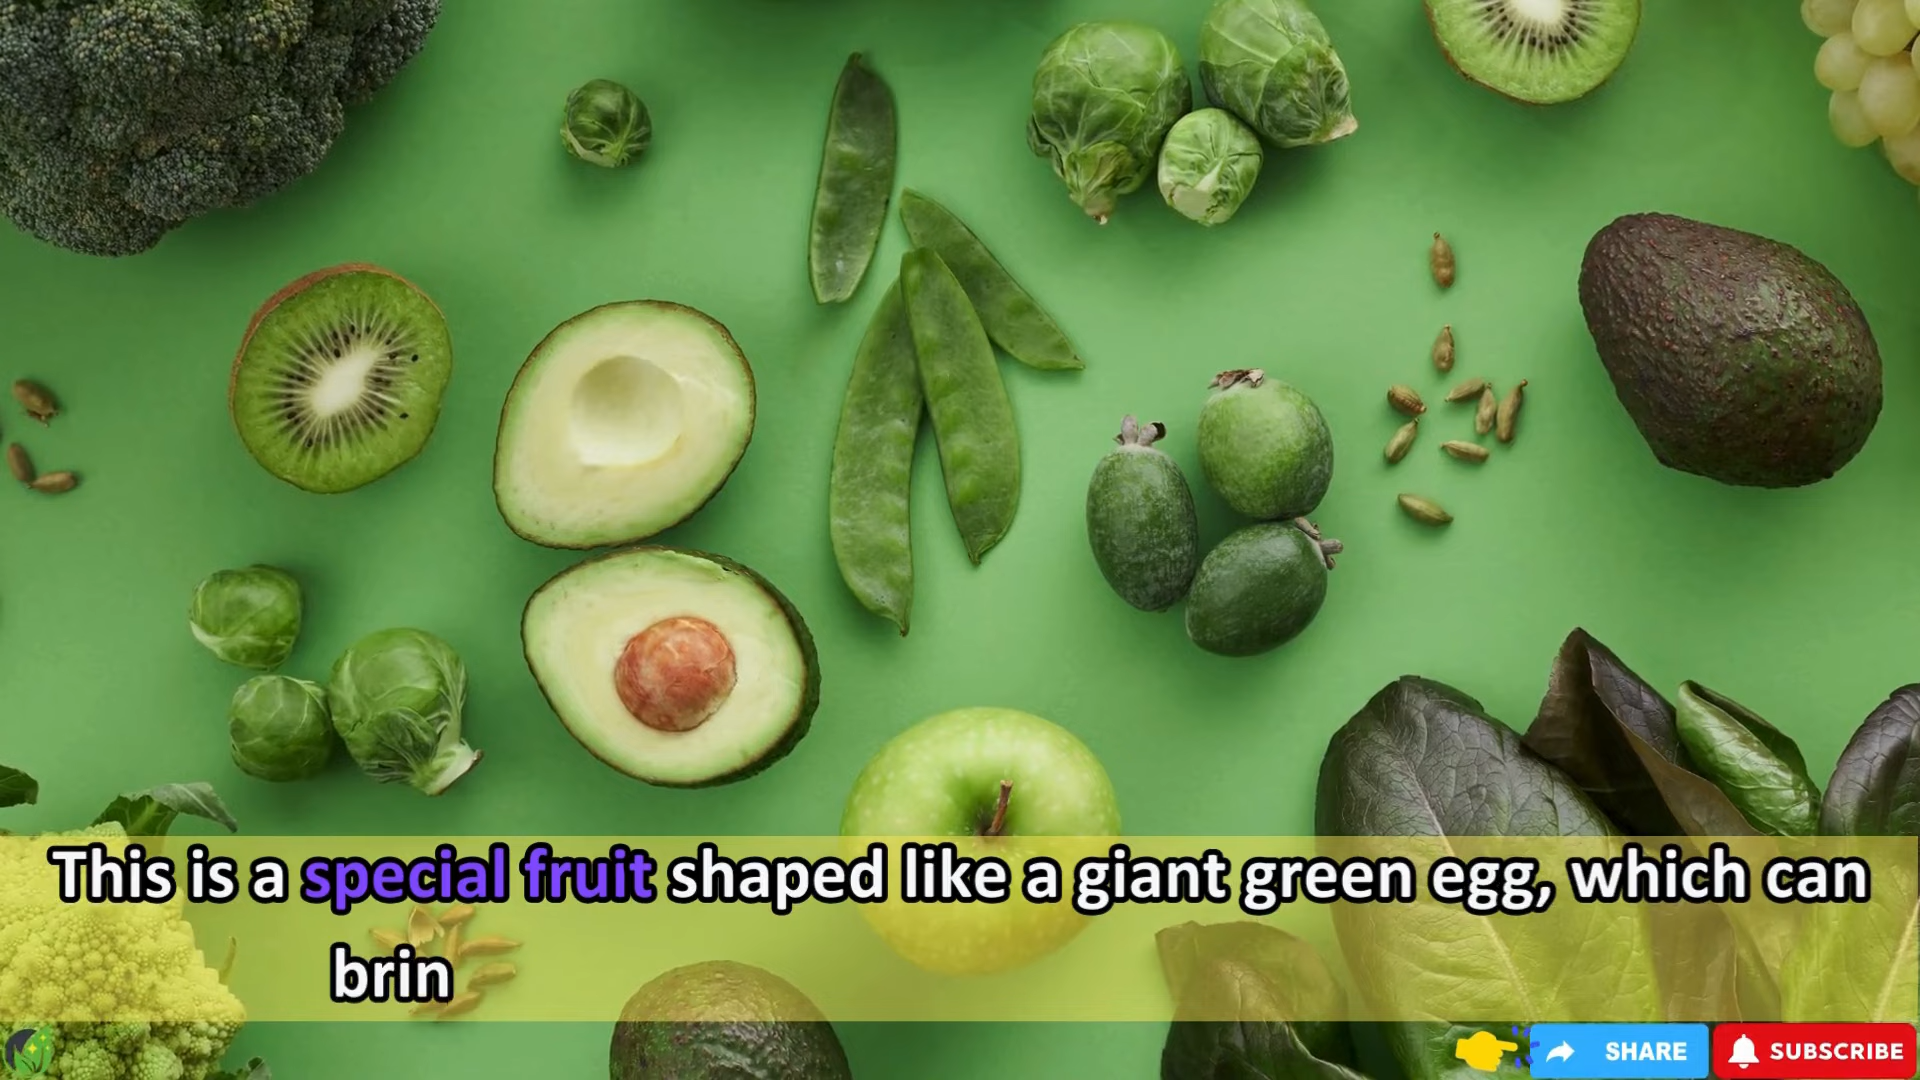 This is a special fruit shaped like a giant green egg, which can
brin
SHARE
SUBSCRIBE